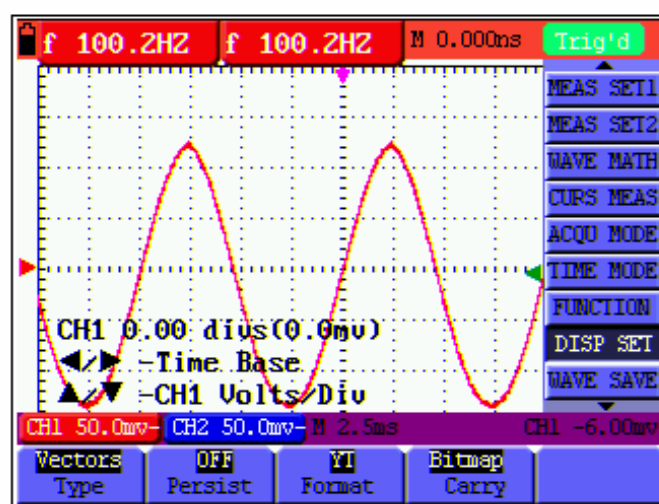 f 100.2HZ f 100.2HZ M 0.000ns Trig'd
MEAS SET1
MEAS SET2
WAVE MATH
CURS MEAS
ACQU MODE
TIME MODE
FUNCTION
DISP SET
WAVE SAVE
CH1 0.00 divs(0.0mv)
◀/▶ -Time Base
▲/▼ -CH1 Volts/Div
CH1 50.0mv- CH2 50.0mv- M 2.5ms CH1 -6.00mv
Vectors OFF YT Bitmap
Type Persist Format Carry